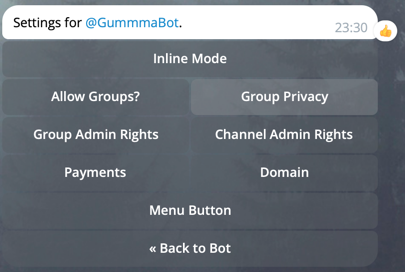 Settings for @GummmaBot.
23:30
Inline Mode
Allow Groups?
Group Privacy
Group Admin Rights
Channel Admin Rights
Payments
Domain
Menu Button
« Back to Bot